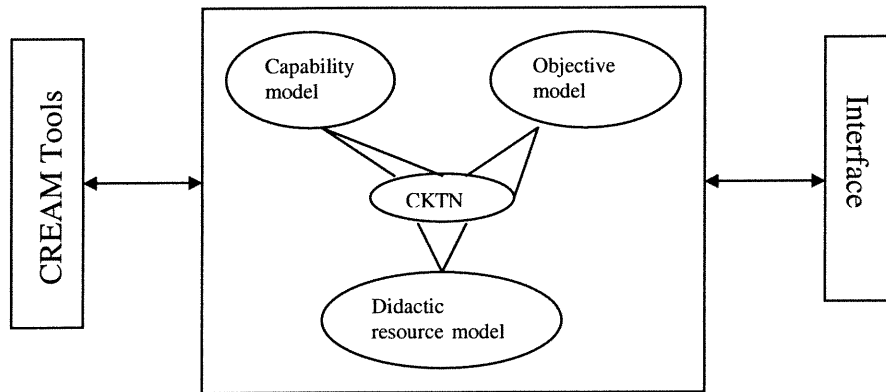 CREAM Tools
Capability
model
Objective
model
CKTN
Didactic
resource model
Interface